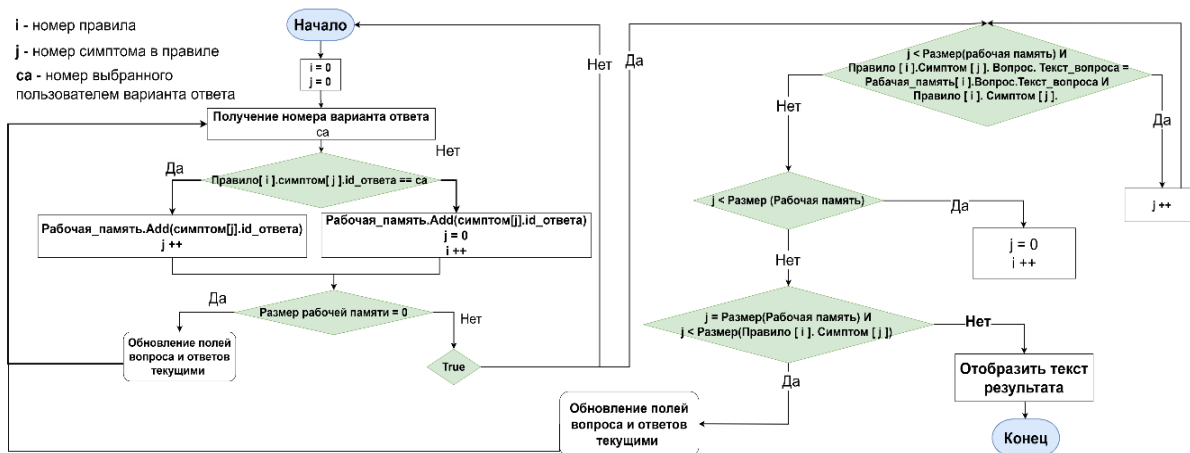 i - номер правила
j - номер симптома в правиле
ca - номер выбранного
пользователем варианта ответа
Начало
i = 0
j = 0
Получение номера варианта ответа
ca
Нет
Да
Правило[ i ].симптом[ j ].id_ответа == ca
Рабочая_память.Add(симптом[j].id_ответа)
j ++
Рабочая_память.Add(симптом[j].id_ответа)
j = 0
i ++
Да
Размер рабочей памяти = 0
Нет
Обновление полей
вопроса и ответов
текущими
True
Нет
Да
j < Размер(рабочая память) И
Правило [ i ].Симптом [ j ]. Вопрос. Текст_вопроса =
Рабачая_память[ i ].Вопрос.Текст_вопроса И
Правило [ i ]. Симптом [ j ].
Нет
Да
j ++
j < Размер (Рабочая память)
Да
j = 0
i ++
Нет
j = Размер(Рабочая память) И
j < Размер(Правило [ i ]. Симптом [ j ])
Нет
Да
Отобразить текст
результата
Обновление полей
вопроса и ответов
текущими
Конец